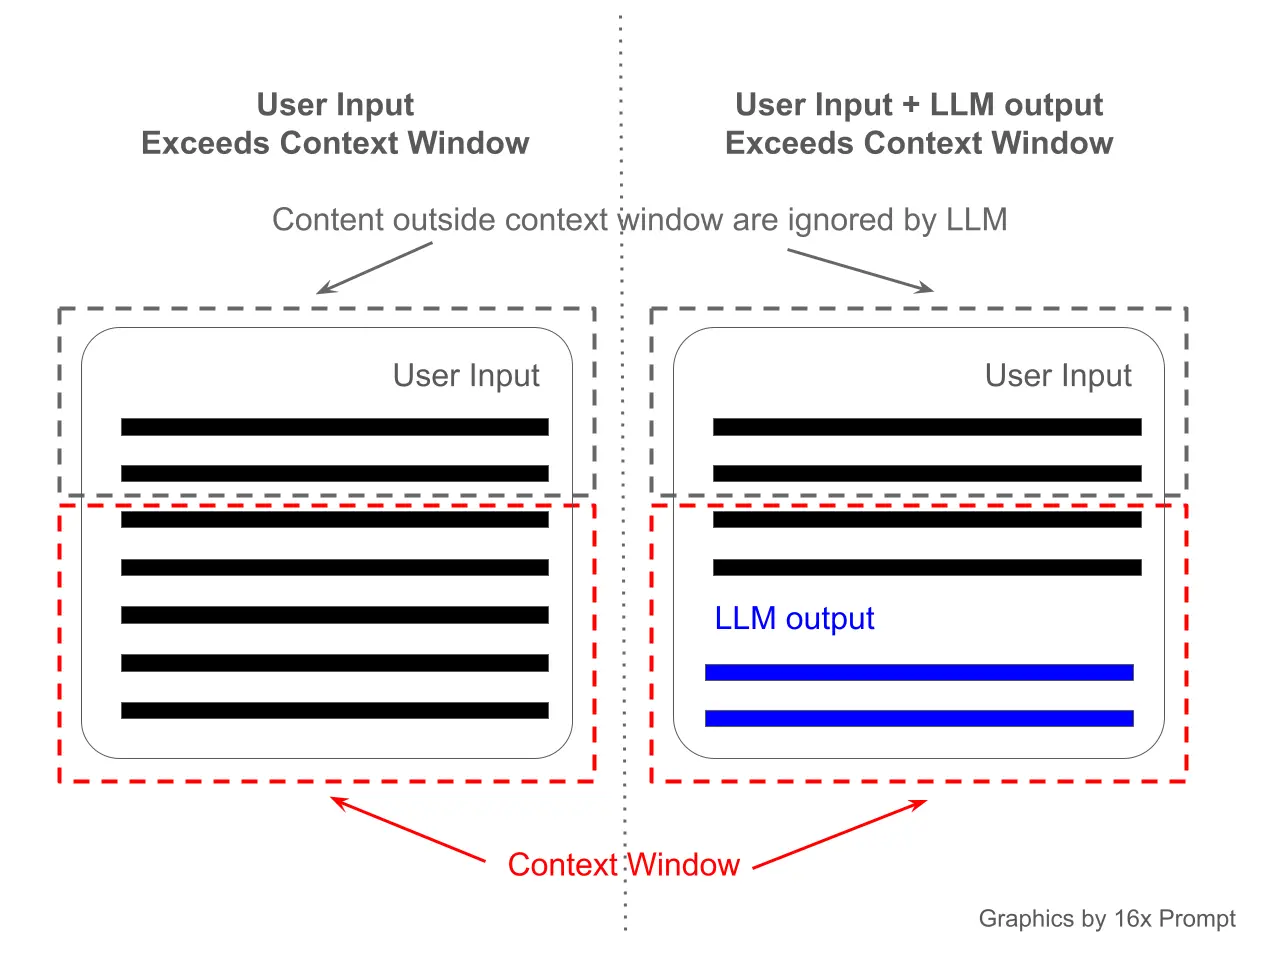 User Input
Exceeds Context Window
User Input + LLM output
Exceeds Context Window
Content outside context window are ignored by LLM
User Input
User Input
LLM output
Context Window
Graphics by 16x Prompt